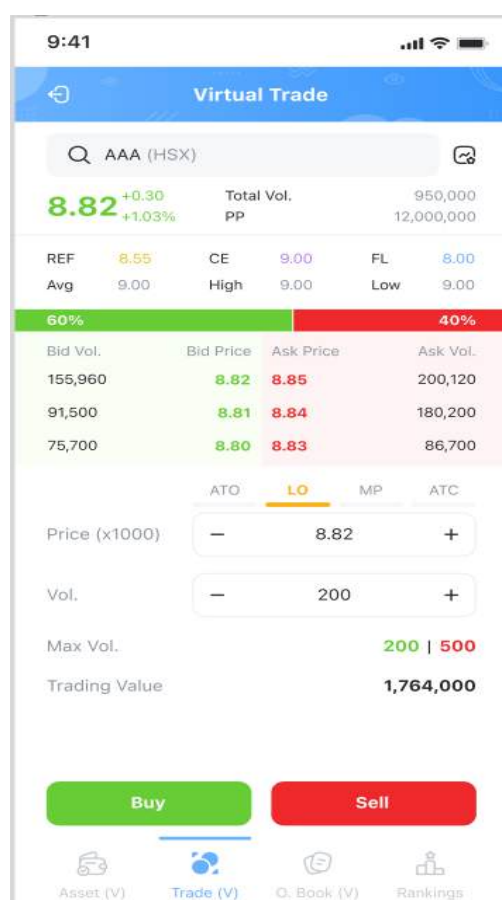 9:41
Virtual Trade
AAA (HSX)
8.82 +0.30 Total Vol. 950,000
+1.03% PP 12,000,000
REF 8.55 CE 9.00 FL 8.00
Avg 9.00 High 9.00 Low 9.00
60% 40%
Bid Vol. Bid Price Ask Price Ask Vol.
155,960 8.82 8.85 200,120
91,500 8.81 8.84 180,200
75,700 8.80 8.83 86,700
ATO LO MP ATC
Price (x1000) − 8.82 +
Vol. − 200 +
Max Vol. 200 | 500
Trading Value 1,764,000
Buy Sell
Asset (V) Trade (V) O. Book (V) Rankings